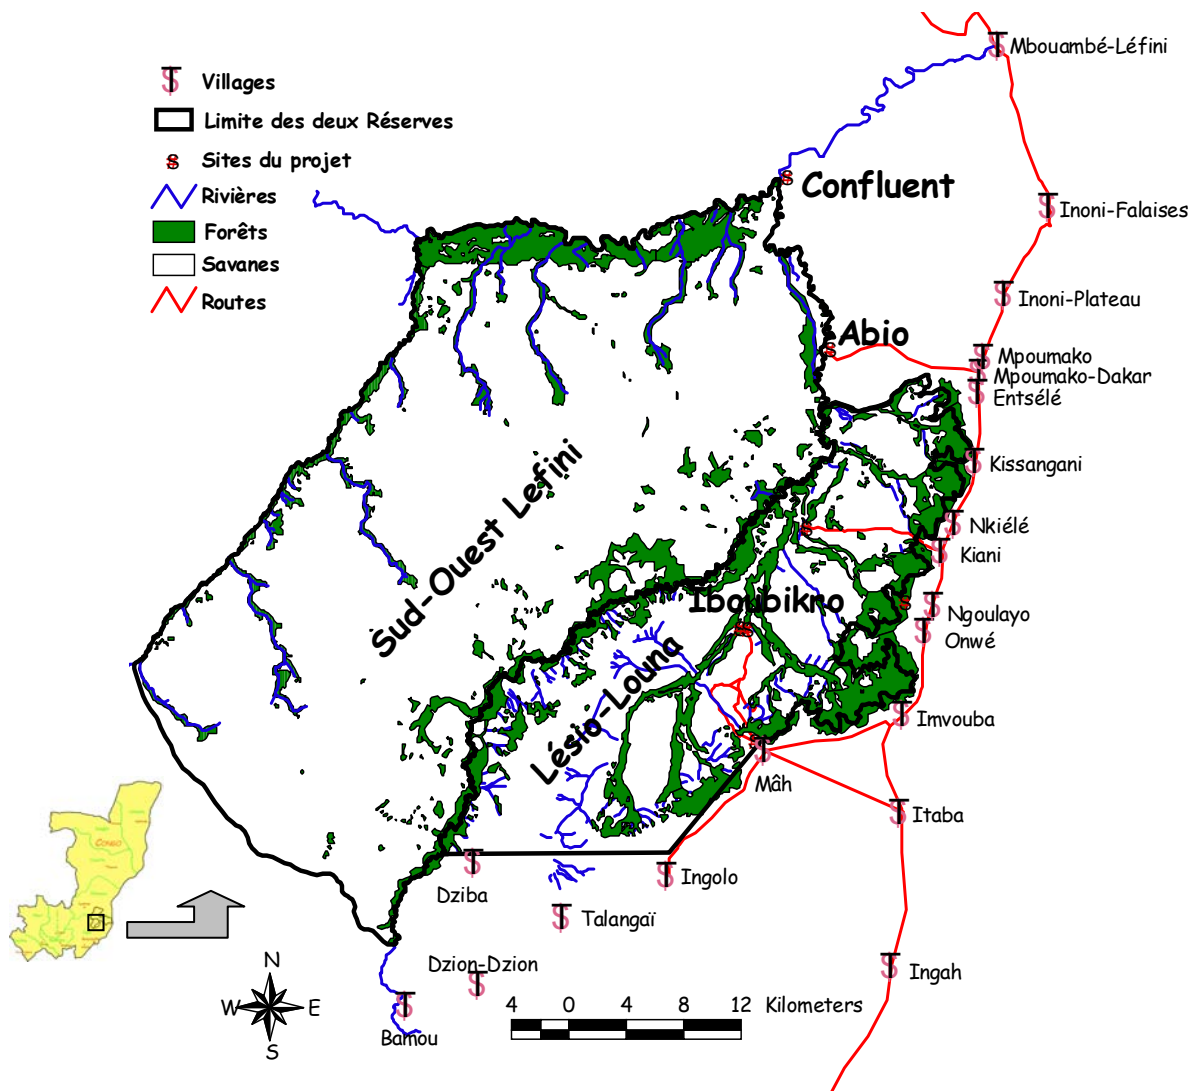 Mbouambé-Léfini
Villages
Limite des deux Réserves
Sites du projet
Rivières
Forêts
Savanes
Routes
Confluent
Inoni-Falaises
Inoni-Plateau
Abio
Mpoumako
Mpoumako-Dakar
Entsélé
Kissangani
Sud-Ouest Lefini
Nkiélé
Kiani
Iboubikro
Ngoulayo
Onwé
Lésio-Louna
Imvouba
Mâh
Itaba
Congo
Dziba
Ingolo
Talangaï
Dzion-Dzion
Ingah
N
W
E
S
Bamou
4 0 4 8 12 Kilometers